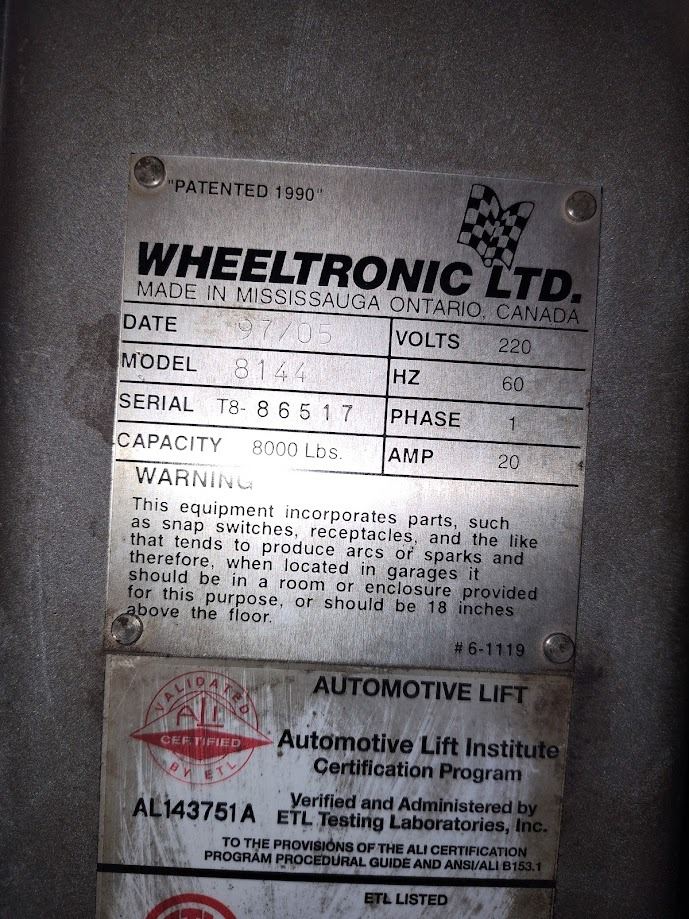 "PATENTED 1990"
WHEELTRONIC LTD.
MADE IN MISSISSAUGA ONTARIO, CANADA
DATE 97/05
VOLTS 220
MODEL 8144
HZ 60
SERIAL T8-86517
PHASE 1
CAPACITY 8000 Lbs.
AMP 20
WARNING
This equipment incorporates parts, such
as snap switches, receptacles, and the like
that tends to produce arcs or sparks and
therefore, when located in garages it
should be in a room or enclosure provided
for this purpose, or should be 18 inches
above the floor.
#6-1119
VALIDATED
ALI
CERTIFIED
BY ETL
AUTOMOTIVE LIFT
Automotive Lift Institute
Certification Program
AL143751A
Verified and Administered by
ETL Testing Laboratories, Inc.
TO THE PROVISIONS OF THE ALI CERTIFICATION
PROGRAM PROCEDURAL GUIDE AND ANSI/ALI B153.1
ETL LISTED